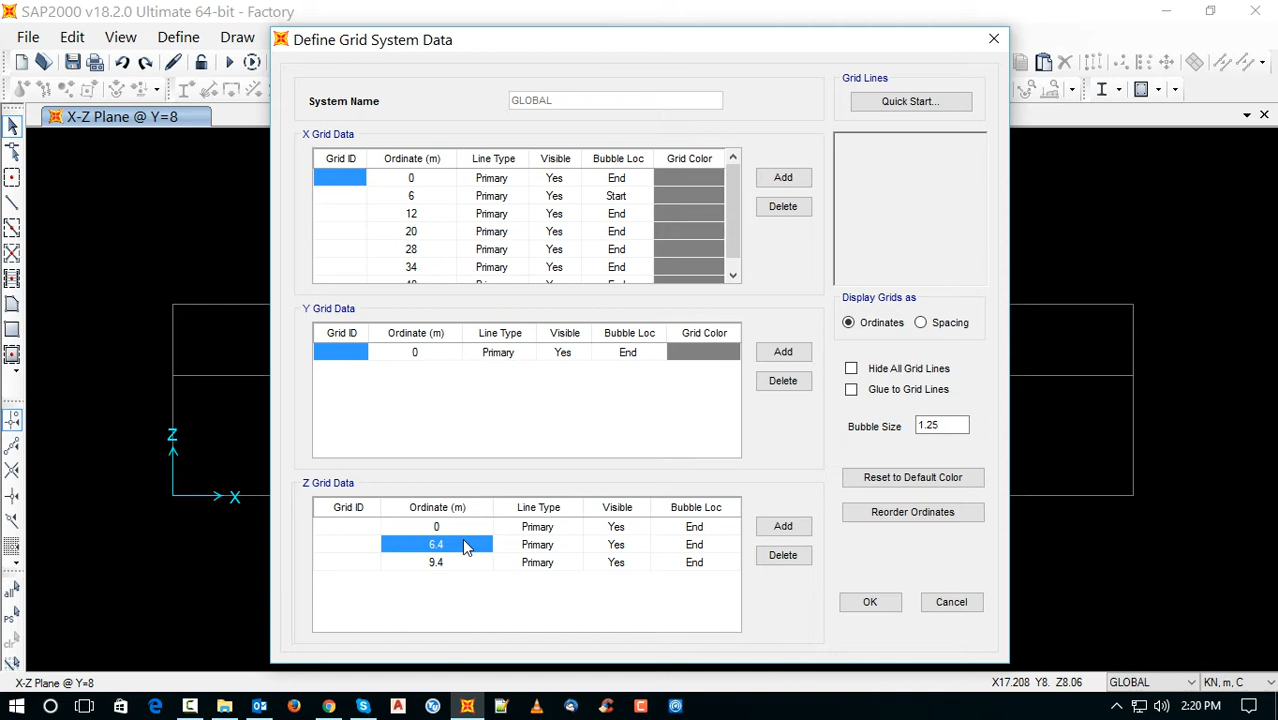 SAP2000 v18.2.0 Ultimate 64-bit - Factory
File Edit View Define Draw
X-Z Plane @ Y=8
Define Grid System Data
System Name GLOBAL
Grid Lines
Quick Start...
X Grid Data
Grid ID Ordinate (m) Line Type Visible Bubble Loc Grid Color
0 Primary Yes End
6 Primary Yes Start
12 Primary Yes End
20 Primary Yes End
28 Primary Yes End
34 Primary Yes End
Add
Delete
Y Grid Data
Grid ID Ordinate (m) Line Type Visible Bubble Loc Grid Color
0 Primary Yes End
Add
Delete
Display Grids as
Ordinates Spacing
Hide All Grid Lines
Glue to Grid Lines
Bubble Size 1.25
Reset to Default Color
Reorder Ordinates
Z Grid Data
Grid ID Ordinate (m) Line Type Visible Bubble Loc
0 Primary Yes End
6.4 Primary Yes End
9.4 Primary Yes End
Add
Delete
OK Cancel
Z
X
all
PS
clr
X-Z Plane @ Y=8
X17.208 Y8. Z8.06
GLOBAL
KN, m, C
2:20 PM